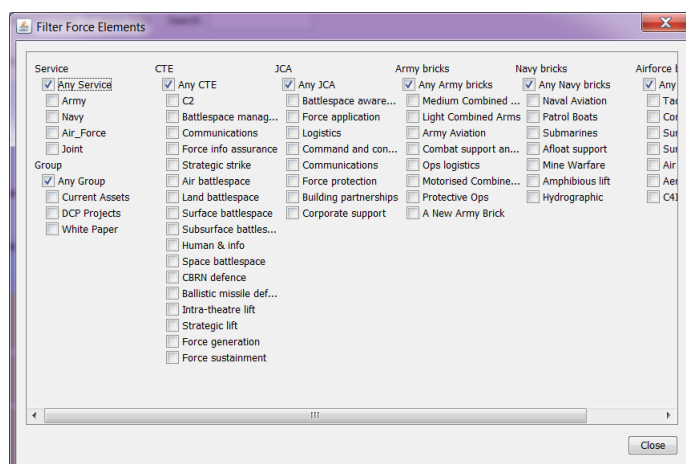 Filter Force Elements
Service
Any Service
Army
Navy
Air_Force
Joint
Group
Any Group
Current Assets
DCP Projects
White Paper
CTE
Any CTE
C2
Battlespace manag...
Communications
Force info assurance
Strategic strike
Air battlespace
Land battlespace
Surface battlespace
Subsurface battles...
Human & info
Space battlespace
CBRN defence
Ballistic missile def...
Intra-theatre lift
Strategic lift
Force generation
Force sustainment
JCA
Any JCA
Battlespace aware...
Force application
Logistics
Command and con...
Communications
Force protection
Building partnerships
Corporate support
Army bricks
Any Army bricks
Medium Combined ...
Light Combined Arms
Army Aviation
Combat support an...
Ops logistics
Motorised Combine...
Protective Ops
A New Army Brick
Navy bricks
Any Navy bricks
Naval Aviation
Patrol Boats
Submarines
Afloat support
Mine Warfare
Amphibious lift
Hydrographic
Airforce
Any
Air
Close